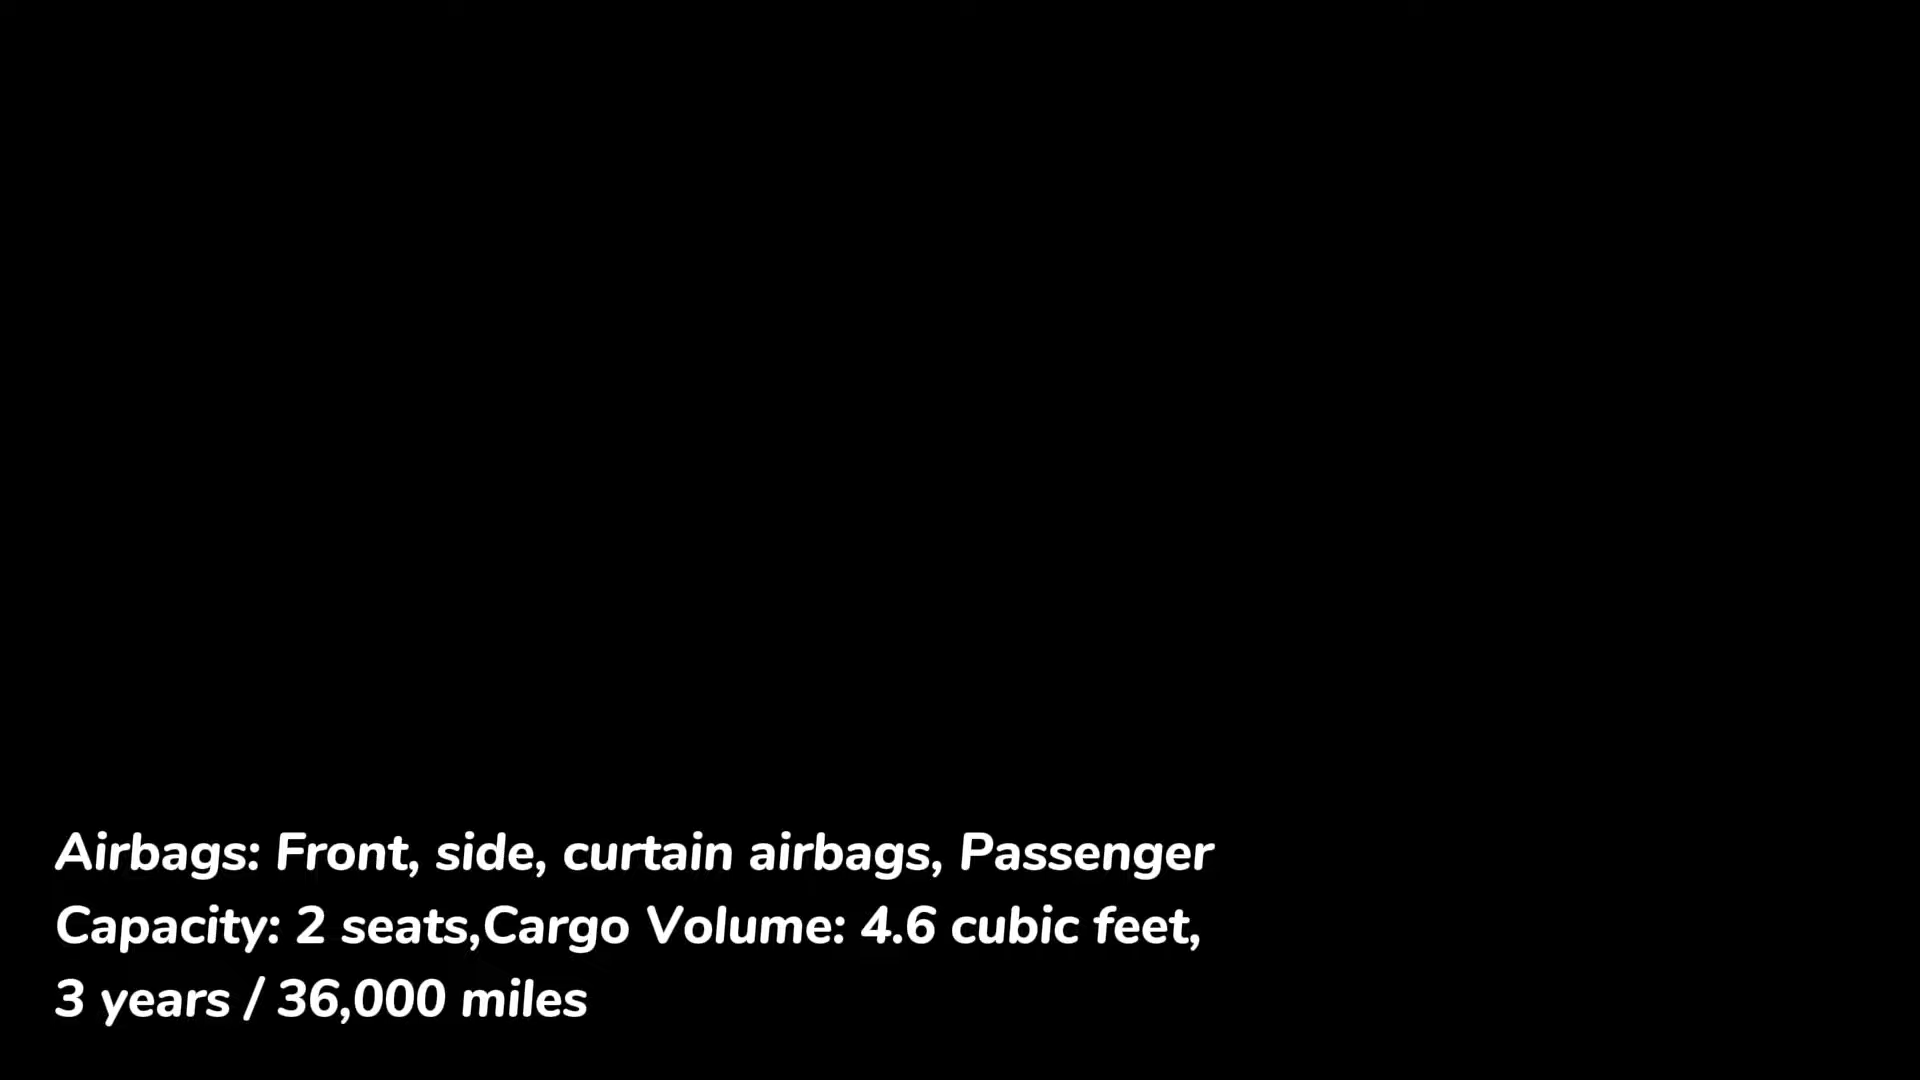 Airbags: Front, side, curtain airbags, Passenger
Capacity: 2 seats,Cargo Volume: 4.6 cubic feet,
3 years / 36,000 miles